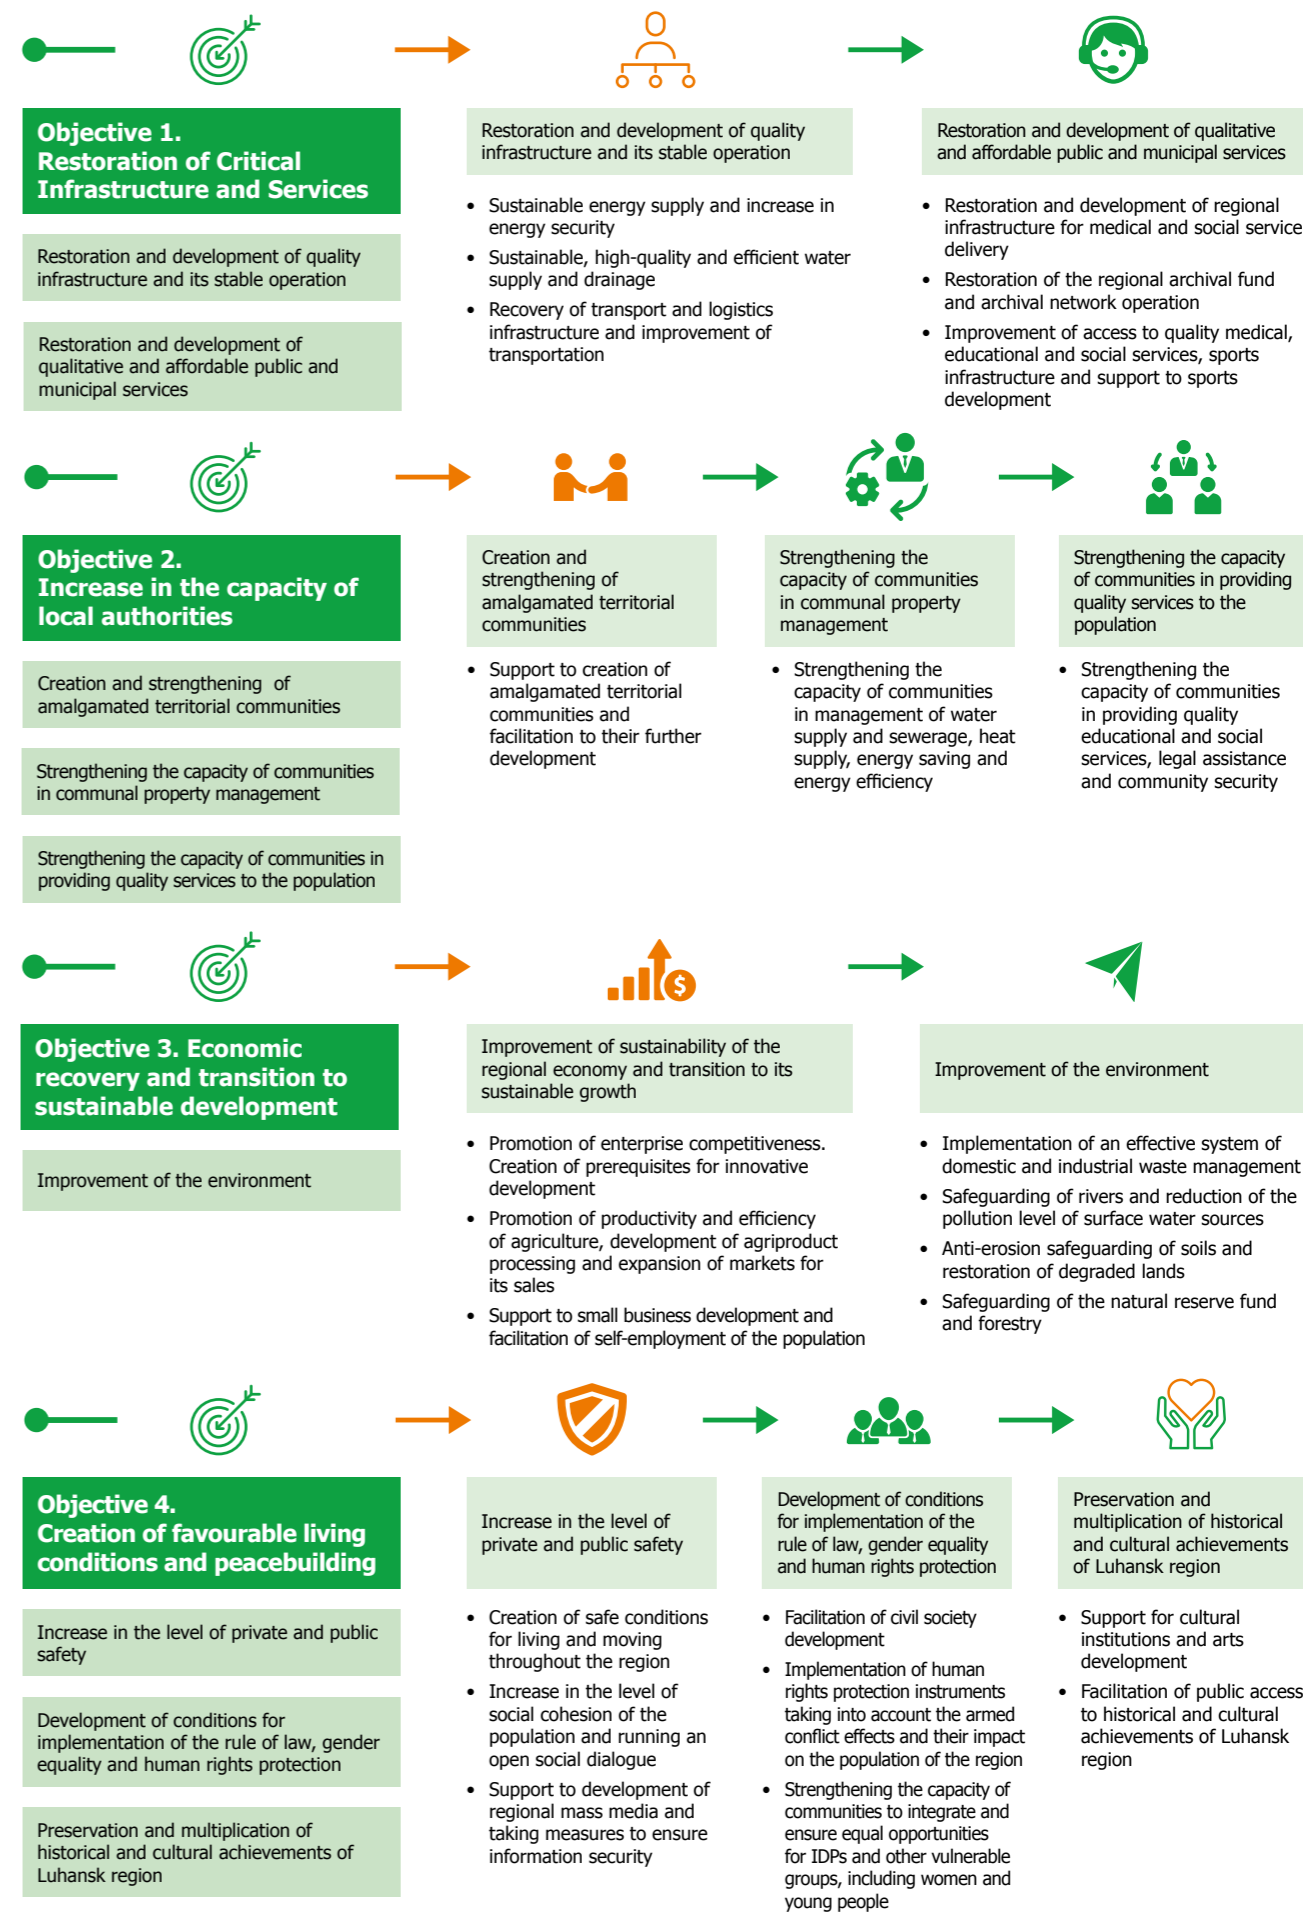 Objective 1.
Restoration of Critical
Infrastructure and Services
Restoration and development of quality
infrastructure and its stable operation
Restoration and development of
qualitative and affordable public and
municipal services
Restoration and development of quality
infrastructure and its stable operation
• Sustainable energy supply and increase in
energy security
• Sustainable, high-quality and efficient water
supply and drainage
• Recovery of transport and logistics
infrastructure and improvement of
transportation
Restoration and development of qualitative
and affordable public and municipal services
• Restoration and development of regional
infrastructure for medical and social service
delivery
• Restoration of the regional archival fund
and archival network operation
• Improvement of access to quality medical,
educational and social services, sports
infrastructure and support to sports
development
Objective 2.
Increase in the capacity of
local authorities
Creation and strengthening of
amalgamated territorial communities
Strengthening the capacity of communities
in communal property management
Strengthening the capacity of communities in
providing quality services to the population
Creation and
strengthening of
amalgamated territorial
communities
• Support to creation of
amalgamated territorial
communities and
facilitation to their further
development
Strengthening the
capacity of communities
in communal property
management
• Strengthening the
capacity of communities
in management of water
supply and sewerage, heat
supply, energy saving and
energy efficiency
Strengthening the capacity
of communities in providing
quality services to the
population
• Strengthening the
capacity of communities
in providing quality
educational and social
services, legal assistance
and community security
Objective 3. Economic
recovery and transition to
sustainable development
Improvement of the environment
$
Improvement of sustainability of the
regional economy and transition to its
sustainable growth
• Promotion of enterprise competitiveness.
Creation of prerequisites for innovative
development
• Promotion of productivity and efficiency
of agriculture, development of agriproduct
processing and expansion of markets for
its sales
• Support to small business development and
facilitation of self-employment of the population
Improvement of the environment
• Implementation of an effective system of
domestic and industrial waste management
• Safeguarding of rivers and reduction of the
pollution level of surface water sources
• Anti-erosion safeguarding of soils and
restoration of degraded lands
• Safeguarding of the natural reserve fund
and forestry
Objective 4.
Creation of favourable living
conditions and peacebuilding
Increase in the level of private and public
safety
Development of conditions for
implementation of the rule of law, gender
equality and human rights protection
Preservation and multiplication of
historical and cultural achievements of
Luhansk region
Increase in the level of
private and public safety
• Creation of safe conditions
for living and moving
throughout the region
• Increase in the level of
social cohesion of the
population and running an
open social dialogue
• Support to development of
regional mass media and
taking measures to ensure
information security
Development of conditions
for implementation of the
rule of law, gender equality
and human rights protection
• Facilitation of civil society
development
• Implementation of human
rights protection instruments
taking into account the armed
conflict effects and their impact
on the population of the region
• Strengthening the capacity of
communities to integrate and
ensure equal opportunities
for IDPs and other vulnerable
groups, including women and
young people
Preservation and
multiplication of historical
and cultural achievements
of Luhansk region
• Support for cultural
institutions and arts
development
• Facilitation of public access
to historical and cultural
achievements of Luhansk
region